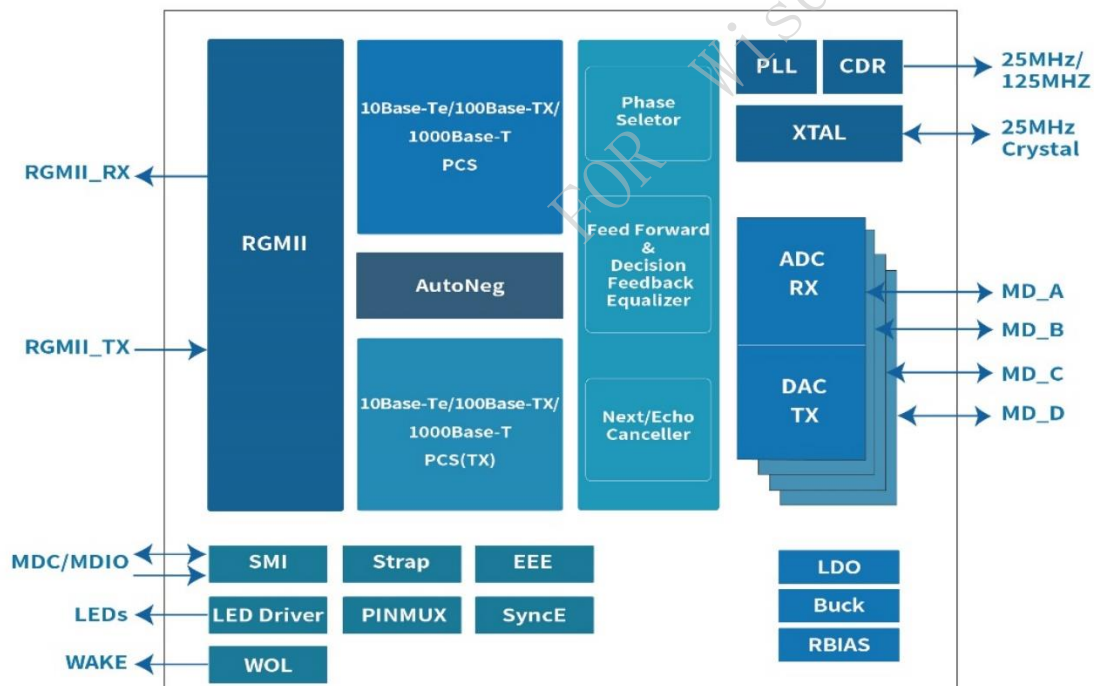 RGMII_RX
RGMII_TX
RGMII
10Base-Te/100Base-TX/
1000Base-T
PCS
AutoNeg
10Base-Te/100Base-TX/
1000Base-T
PCS(TX)
Phase
Seletor
Feed Forward
&
Decision
Feedback
Equalizer
Next/Echo
Canceller
PLL
CDR
25MHz/
125MHZ
XTAL
25MHz
Crystal
ADC
RX
DAC
TX
MD_A
MD_B
MD_C
MD_D
MDC/MDIO
SMI
Strap
EEE
LEDs
LED Driver
PINMUX
SyncE
WAKE
WOL
LDO
Buck
RBIAS
FOR